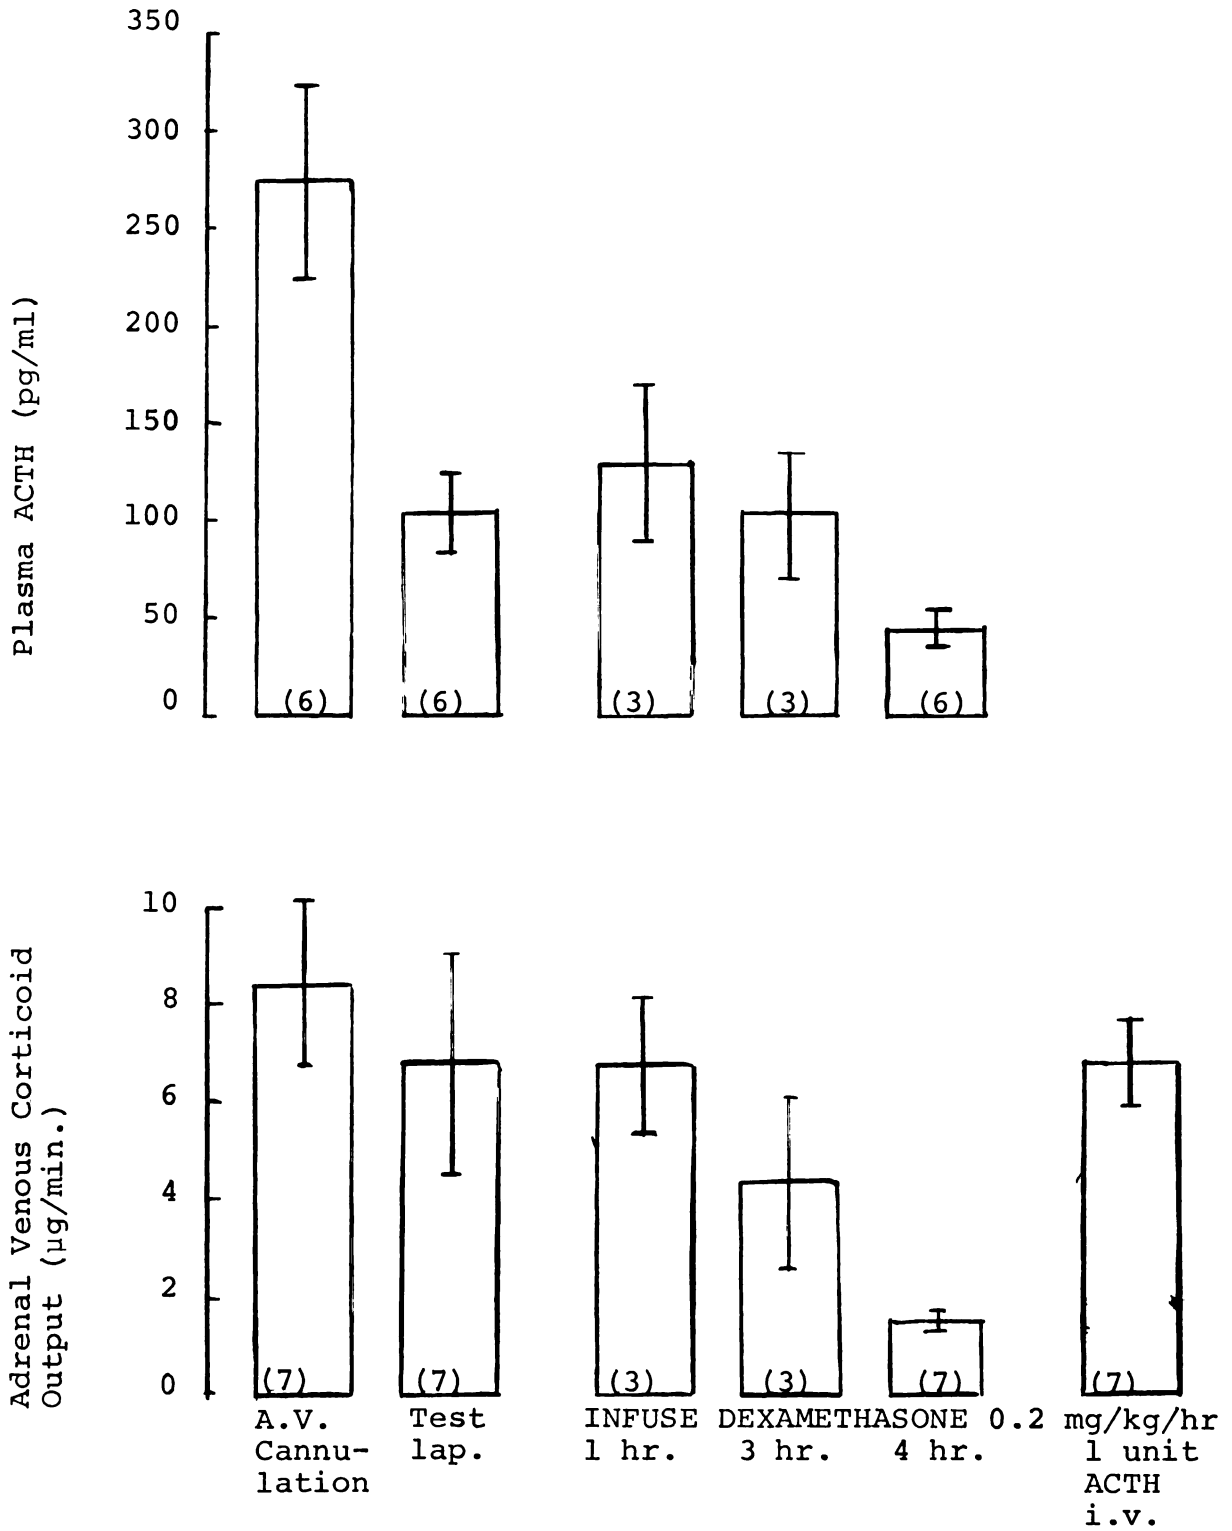 350
300
250
200
150
100
50
0
Plasma ACTH (pg/ml)
(6)
(6)
(3)
(3)
(6)
10
8
6
4
2
0
Adrenal Venous Corticoid
Output (µg/min.)
(7)
(7)
(3)
(3)
(7)
(7)
A.V.
Cannu-
lation
Test
lap.
INFUSE DEXAMETHASONE 0.2 mg/kg/hr
1 hr.
3 hr.
4 hr.
1 unit
ACTH
i.v.